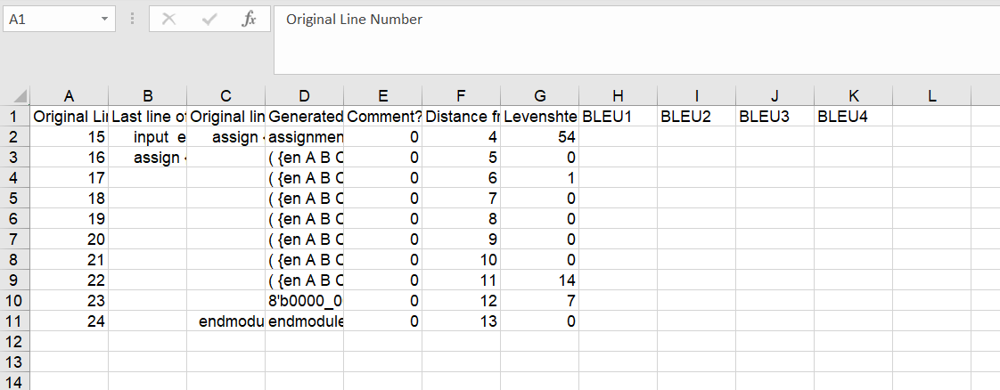 A1 fx Original Line Number
A B C D E F G H I J K L
1 Original Li Last line of Original lin Generated Comment? Distance fr Levenshte BLEU1 BLEU2 BLEU3 BLEU4
2 15 input e assign assignmen 0 4 54
3 16 assign ( {en A B C 0 5 0
4 17 ( {en A B C 0 6 1
5 18 ( {en A B C 0 7 0
6 19 ( {en A B C 0 8 0
7 20 ( {en A B C 0 9 0
8 21 ( {en A B C 0 10 0
9 22 ( {en A B C 0 11 14
10 23 8'b0000_0 0 12 7
11 24 endmodu endmodule 0 13 0
12
13
14